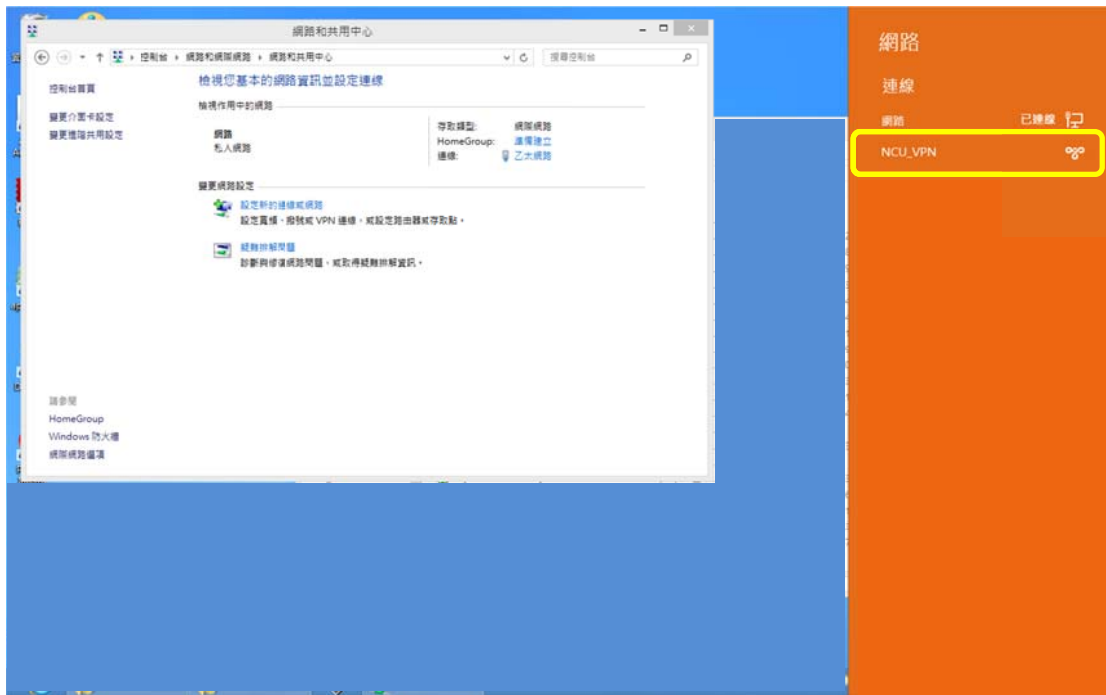 網路和共用中心
控制台 網路和網際網路 網路和共用中心
搜尋控制台
控制台首頁
變更介面卡設定
變更進階共用設定
檢視您基本的網路資訊並設定連線
檢視作用中的網路
網路
私人網路
存取類型: 網際網路
HomeGroup: 準備建立
連線: 乙太網路
變更網路設定
設定新的連線或網路
設定寬頻、撥號或 VPN 連線，或設定路由器或存取點。
疑難排解問題
診斷與修復網路問題，或取得疑難排解資訊。
請參閱
HomeGroup
Windows 防火牆
網際網路選項
網路
連線
網路 已連線
NCU_VPN